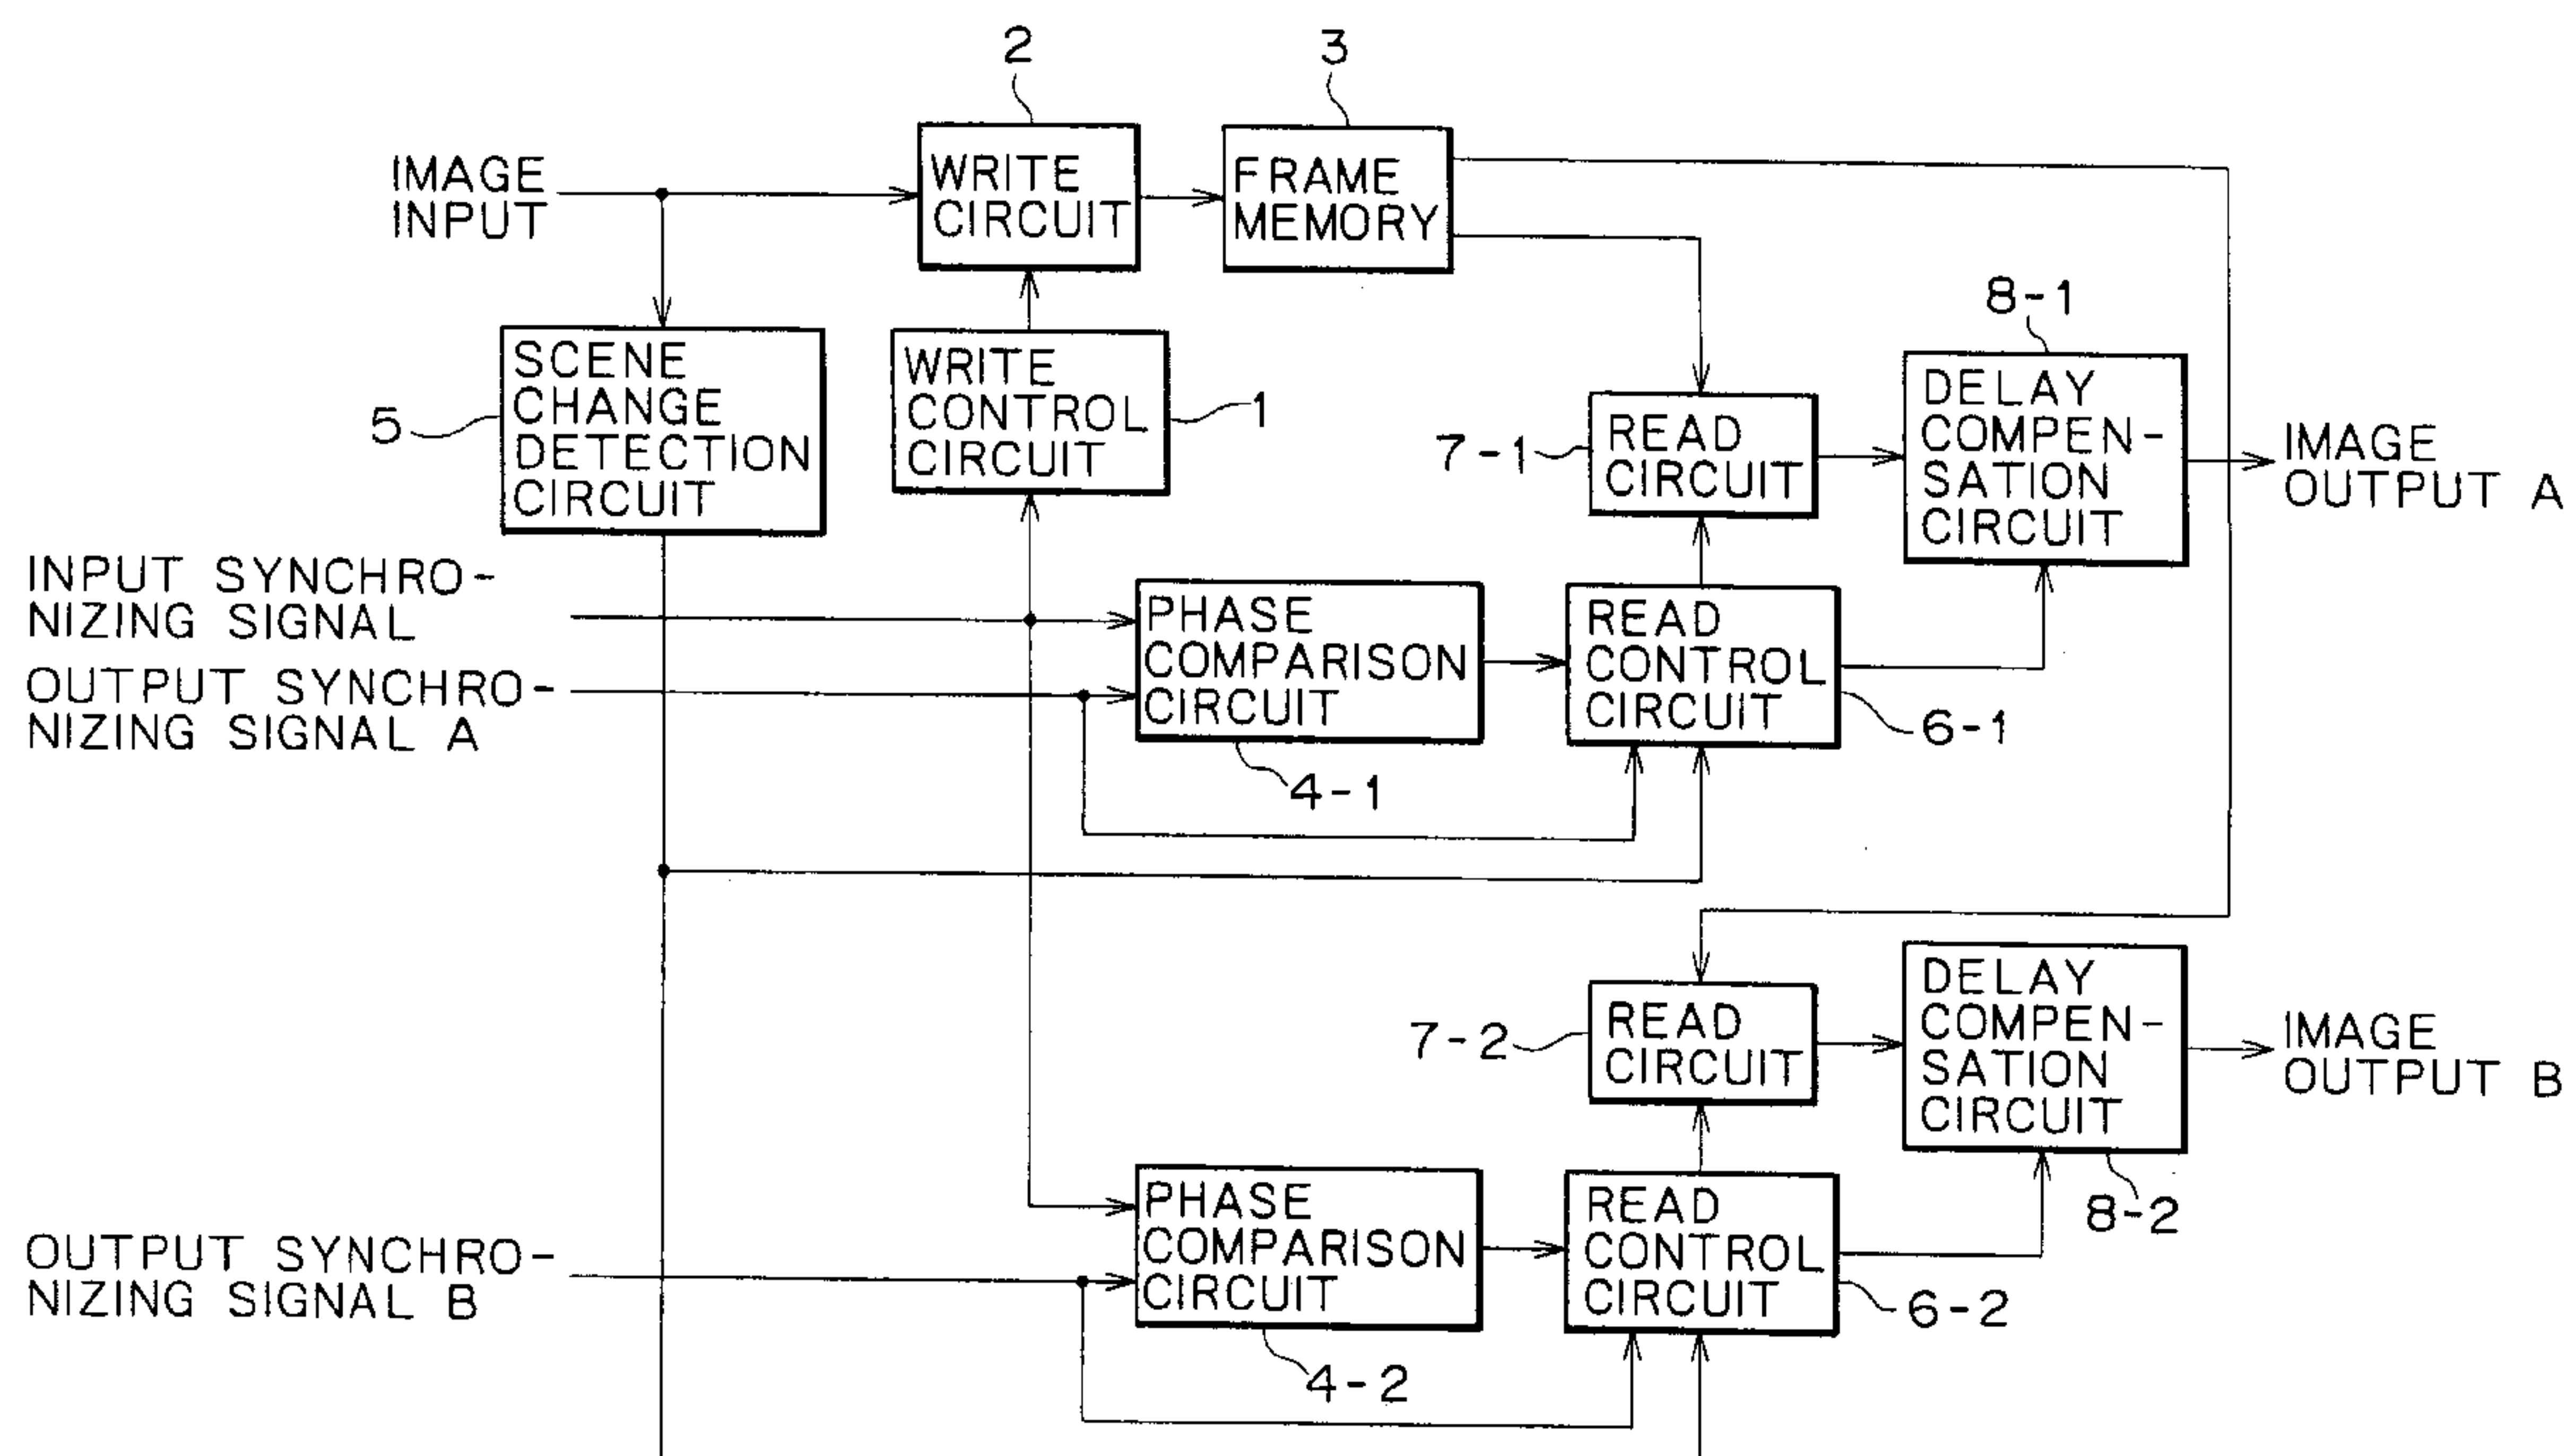 2
3
IMAGE
INPUT
WRITE
CIRCUIT
FRAME
MEMORY
8-1
SCENE
CHANGE
DETECTION
CIRCUIT
5
WRITE
CONTROL
CIRCUIT
1
7-1
READ
CIRCUIT
DELAY
COMPEN-
SATION
CIRCUIT
IMAGE
OUTPUT A
INPUT SYNCHRO-
NIZING SIGNAL
OUTPUT SYNCHRO-
NIZING SIGNAL A
PHASE
COMPARISON
CIRCUIT
4-1
READ
CONTROL
CIRCUIT
6-1
7-2
READ
CIRCUIT
DELAY
COMPEN-
SATION
CIRCUIT
8-2
IMAGE
OUTPUT B
OUTPUT SYNCHRO-
NIZING SIGNAL B
PHASE
COMPARISON
CIRCUIT
4-2
READ
CONTROL
CIRCUIT
6-2